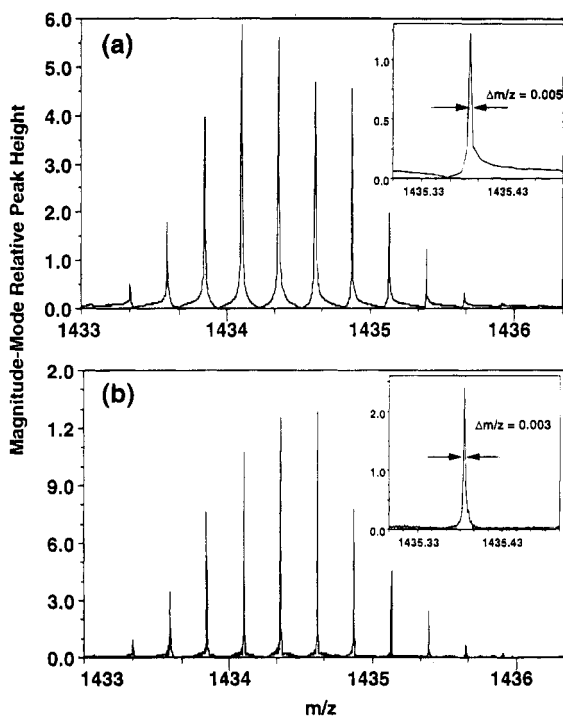 Magnitude-Mode Relative Peak Height
(a)
6.0
5.0
4.0
3.0
2.0
1.0
0.0
1433 1434 1435 1436
1.0
0.5
0.0
Δm/z = 0.005
1435.33 1435.43
(b)
2.0
1.2
9.0
6.0
3.0
0.0
1433 1434 1435 1436
2.0
1.0
0.0
Δm/z = 0.003
1435.33 1435.43
m/z